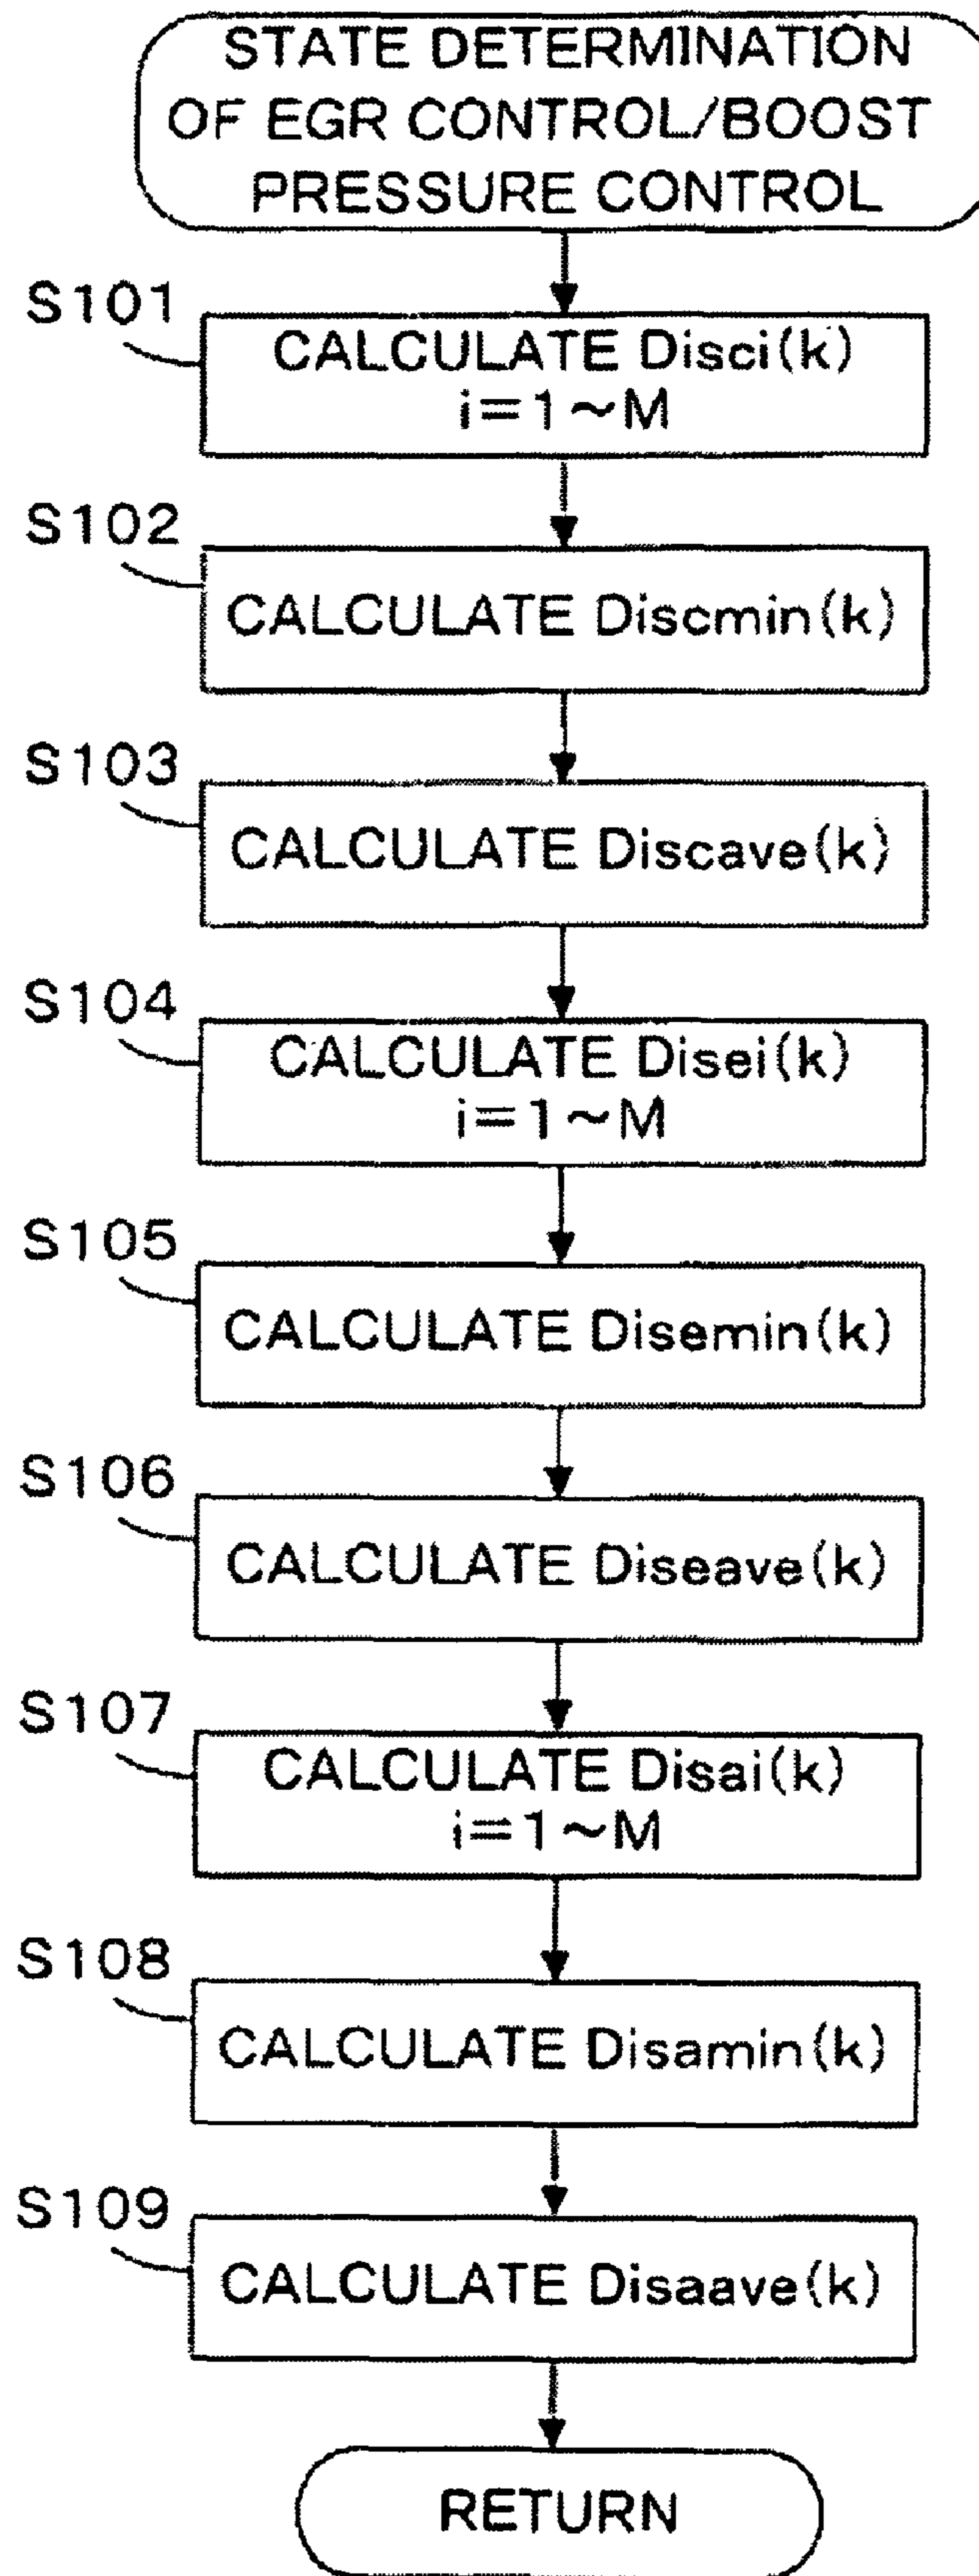 STATE DETERMINATION
OF EGR CONTROL/BOOST
PRESSURE CONTROL
S101
CALCULATE Disci(k)
i=1~M
S102
CALCULATE Discmin(k)
S103
CALCULATE Discave(k)
S104
CALCULATE Disei(k)
i=1~M
S105
CALCULATE Disemin(k)
S106
CALCULATE Diseave(k)
S107
CALCULATE Disai(k)
i=1~M
S108
CALCULATE Disamin(k)
S109
CALCULATE Disaave(k)
RETURN